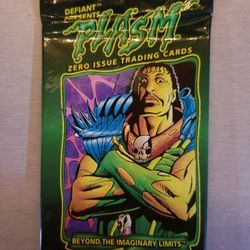 DEFIANT
PRESENTS
PLASM
ZERO ISSUE TRADING CARDS
BEYOND THE IMAGINARY LIMITS